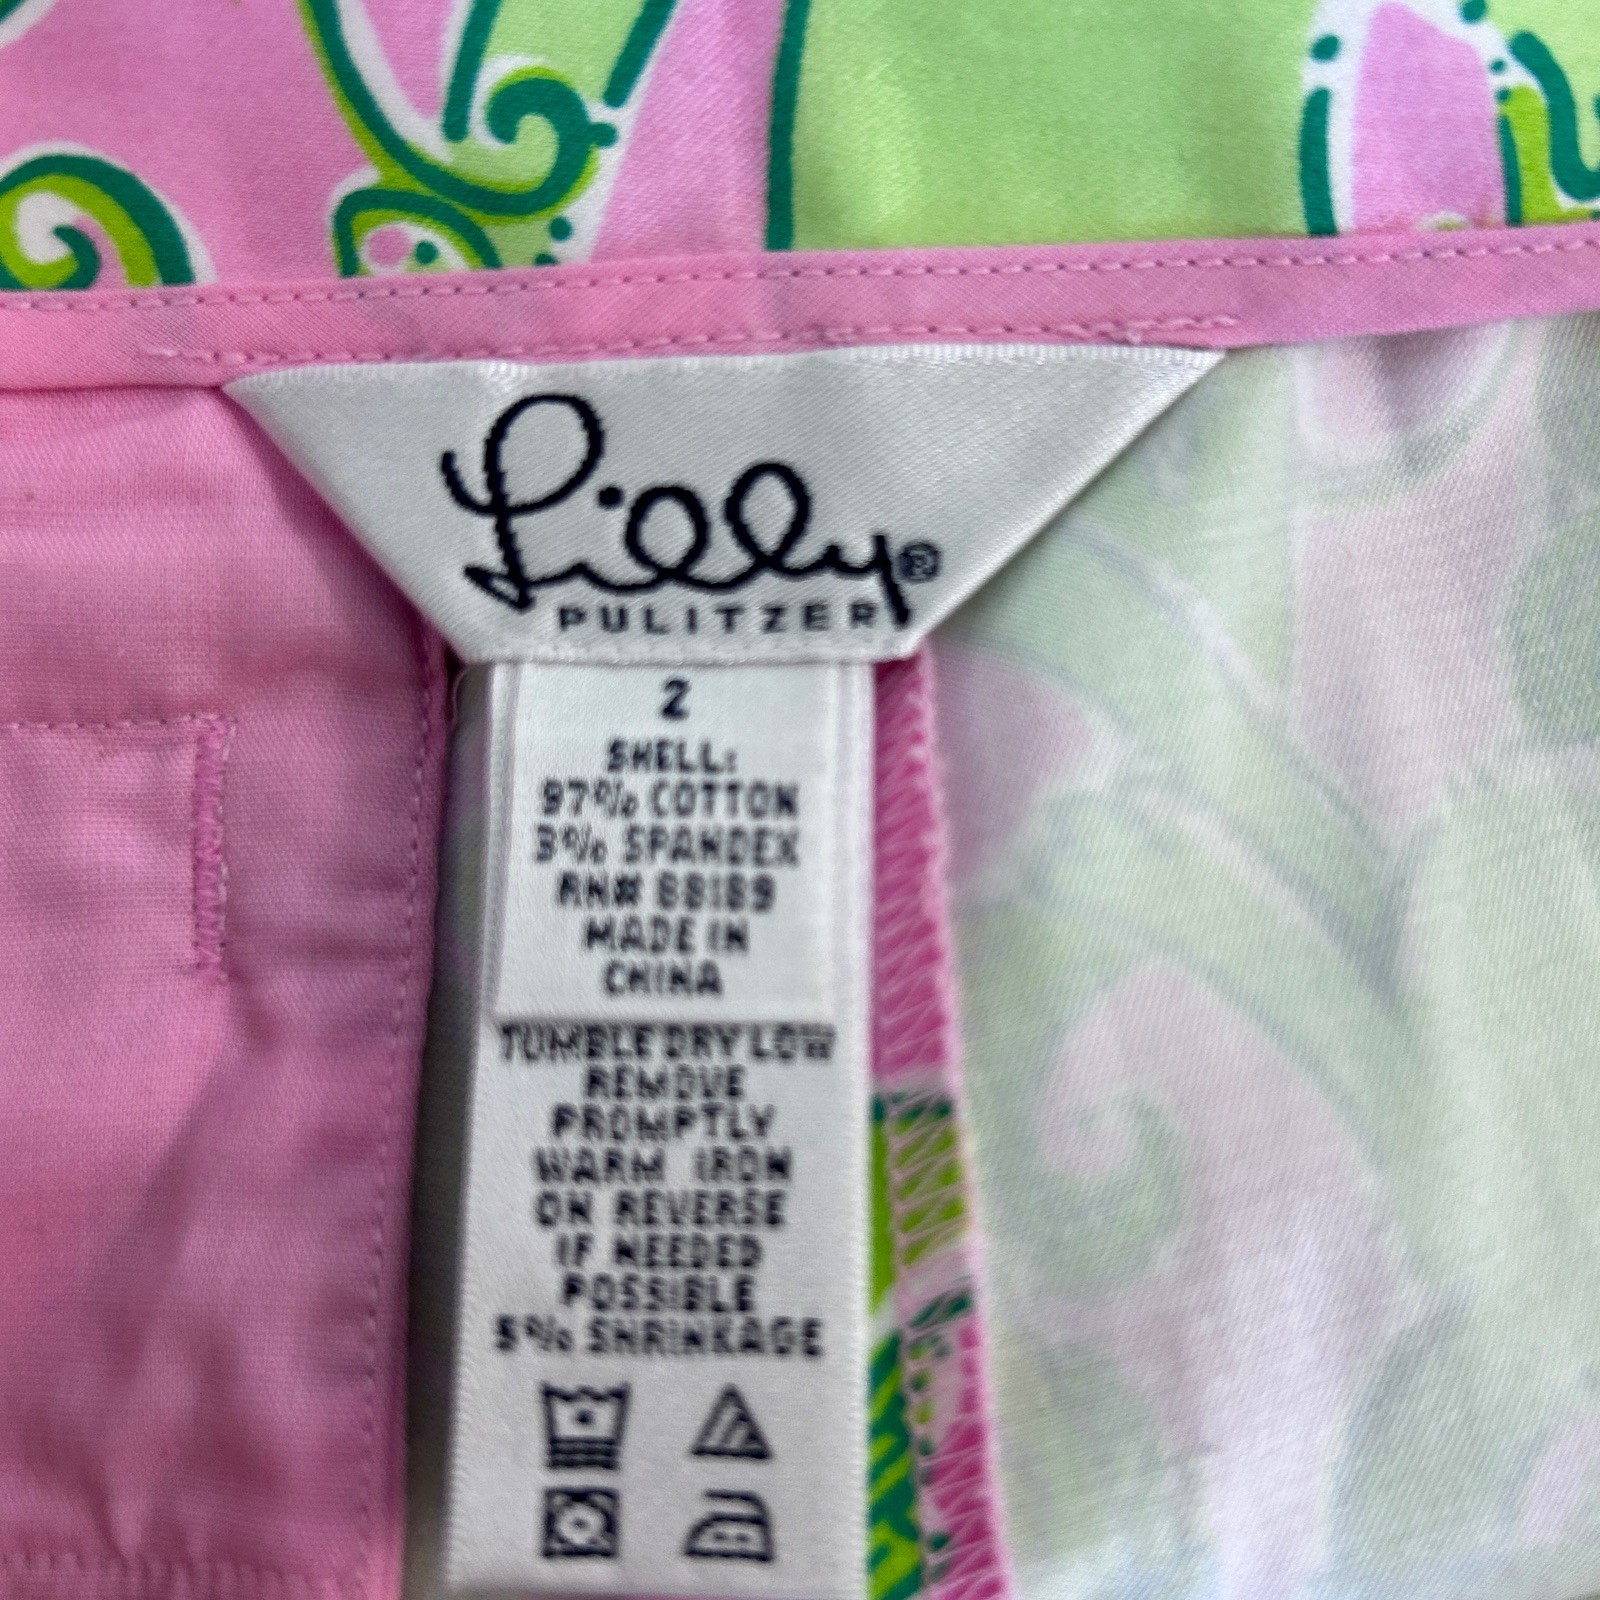 Lilly®
PULITZER
2
SHELL:
97% COTTON
3% SPANDEX
RN# 88189
MADE IN
CHINA
TUMBLE DRY LOW
REMOVE
PROMPTLY
WARM IRON
ON REVERSE
IF NEEDED
POSSIBLE
5% SHRINKAGE